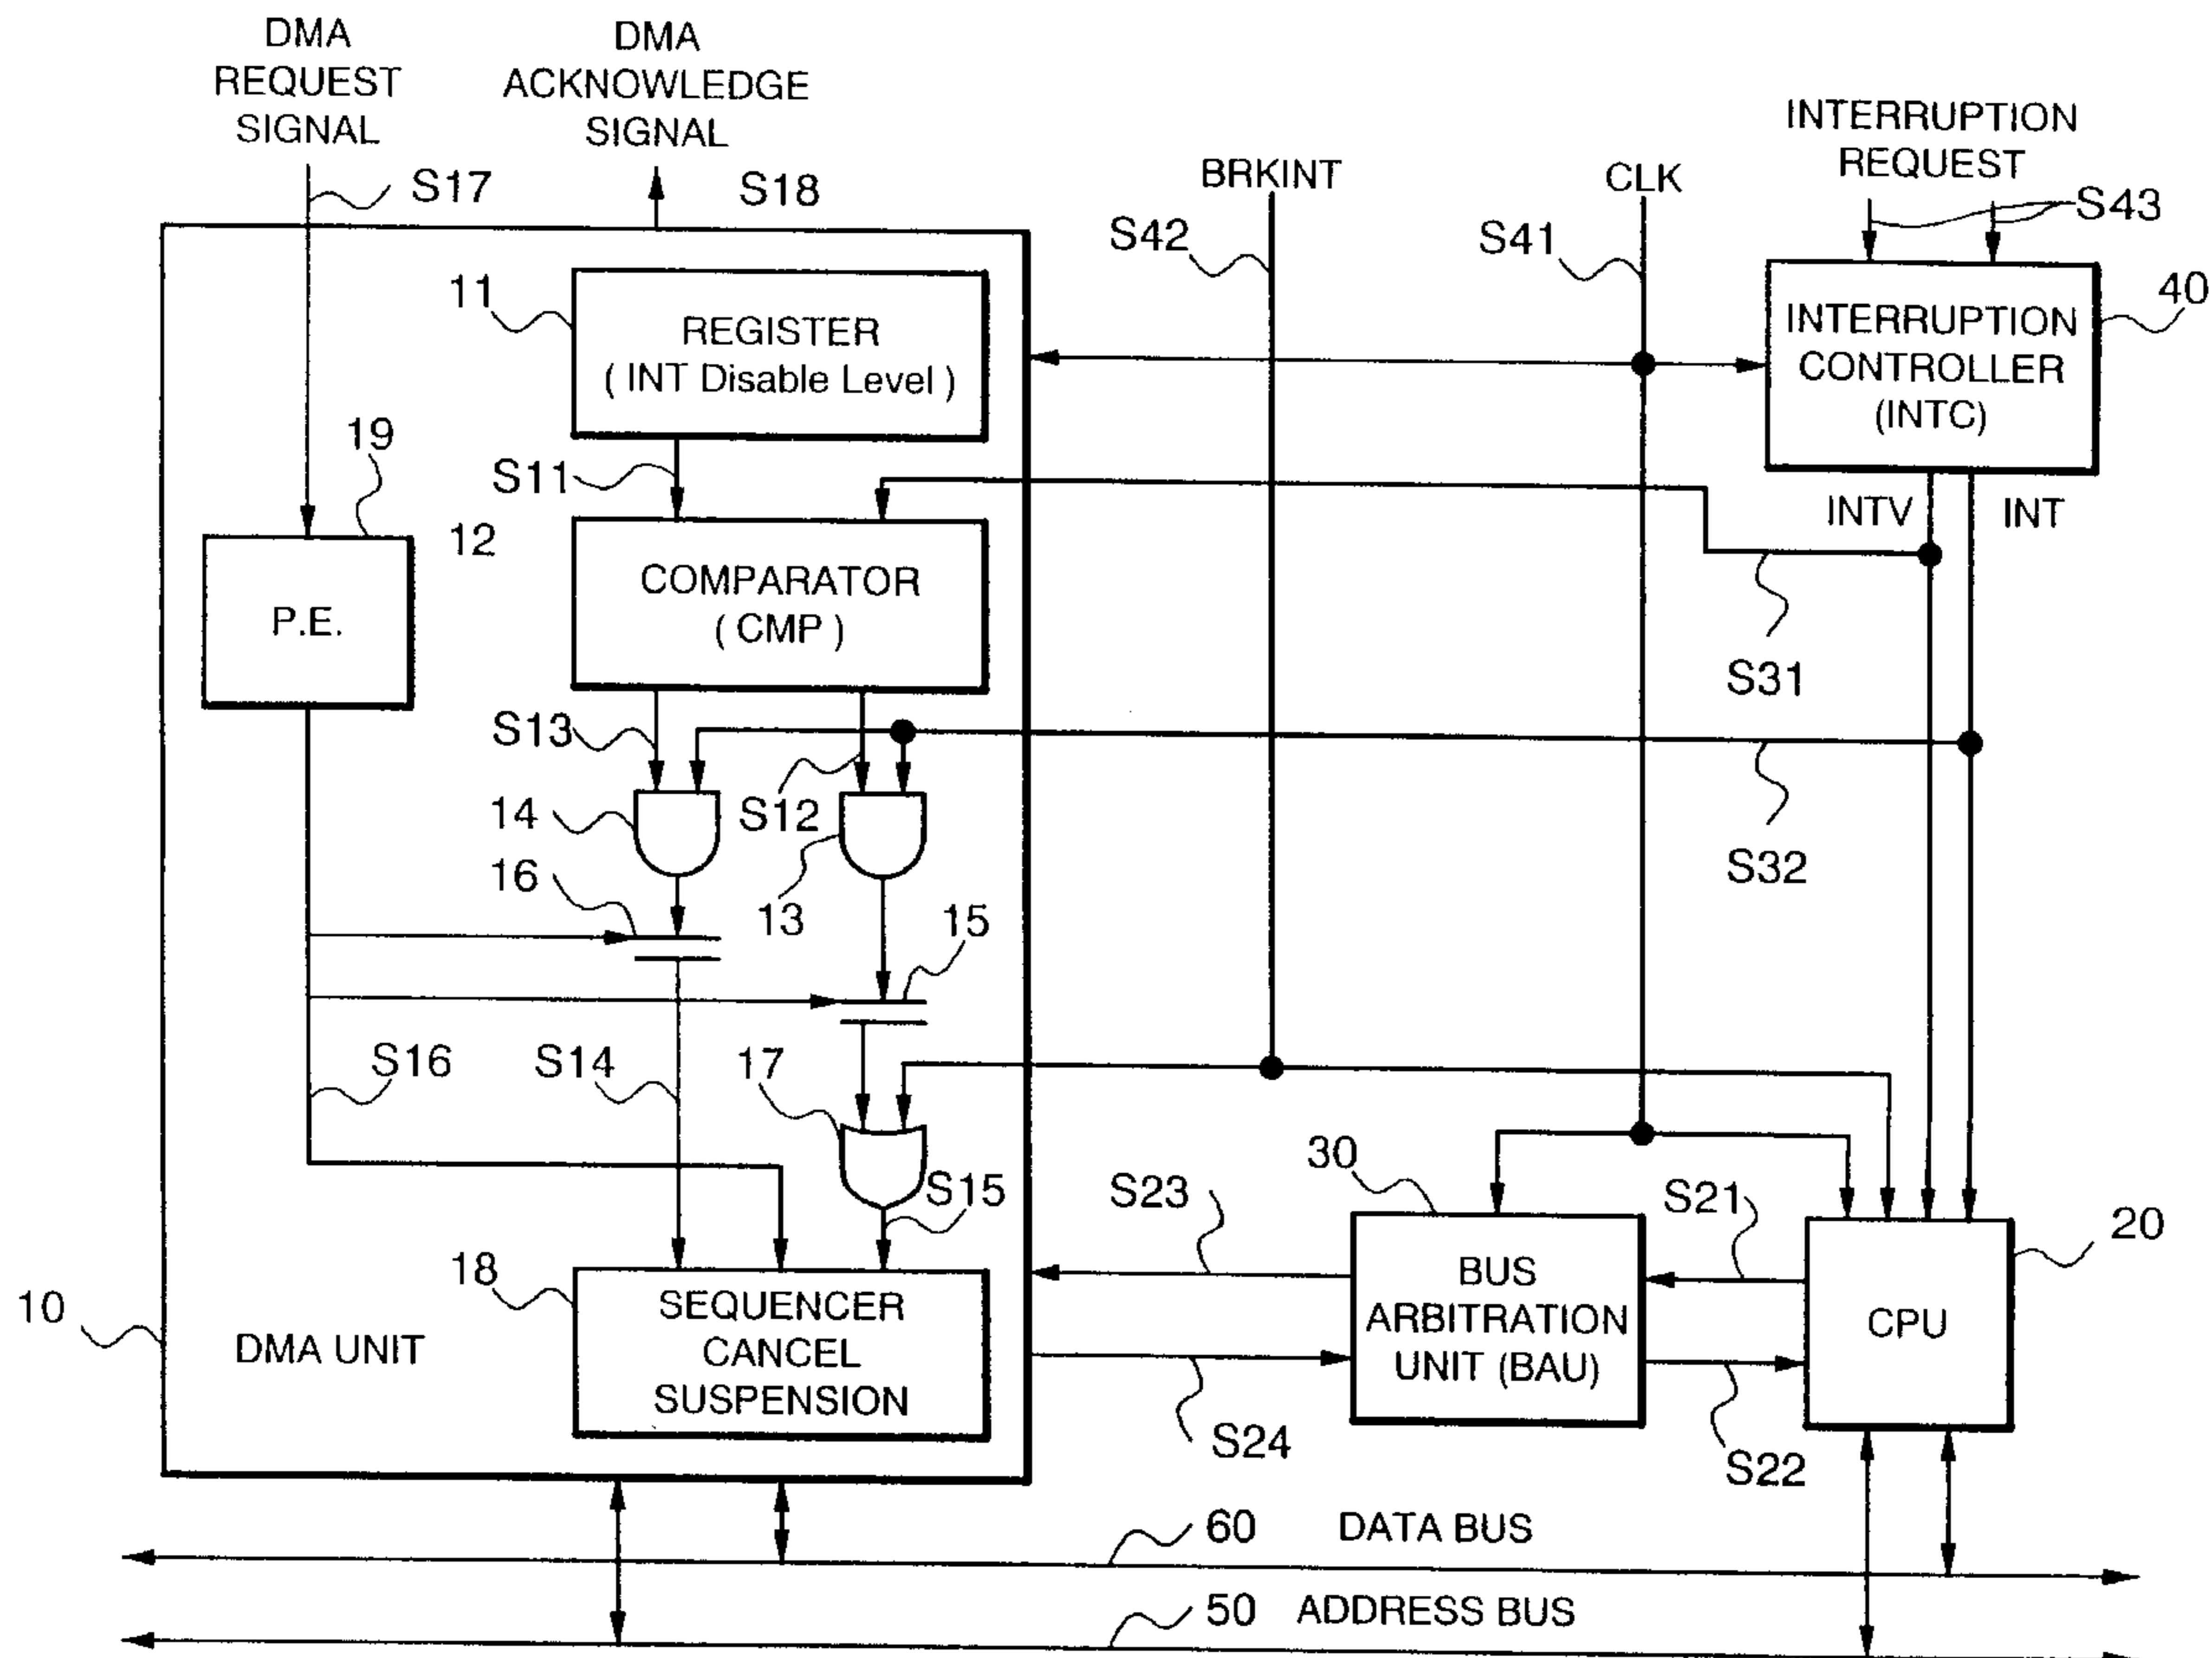 DMA
REQUEST
SIGNAL
DMA
ACKNOWLEDGE
SIGNAL
S17
S18
BRKINT
CLK
INTERRUPTION
REQUEST
S43
S42
S41
11
REGISTER
( INT Disable Level )
INTERRUPTION
CONTROLLER
(INTC)
40
19
S11
12
INTV
INT
P.E.
COMPARATOR
( CMP )
S31
S13
14
S12
S32
16
13
15
S16
S14
17
S15
30
S23
S21
20
18
10
DMA UNIT
SEQUENCER
CANCEL
SUSPENSION
BUS
ARBITRATION
UNIT (BAU)
CPU
S24
S22
60
DATA BUS
50
ADDRESS BUS